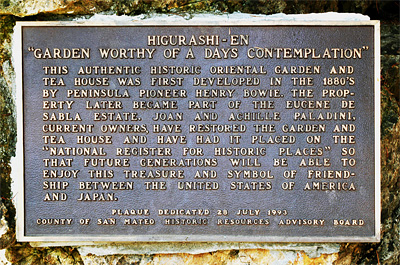 HIGURASHI-EN
"GARDEN WORTHY OF A DAYS CONTEMPLATION"
THIS AUTHENTIC HISTORIC ORIENTAL GARDEN AND
TEA HOUSE WAS FIRST DEVELOPED IN THE 1880'S
BY PENINSULA PIONEER HENRY BOWIE. THE PROP-
ERTY LATER BECAME PART OF THE EUGENE DE
SABLA ESTATE. JOAN AND ACHILLE PALADINI,
CURRENT OWNERS, HAVE RESTORED THE GARDEN AND
TEA HOUSE AND HAVE HAD IT PLACED ON THE
"NATIONAL REGISTER FOR HISTORIC PLACES" SO
THAT FUTURE GENERATIONS WILL BE ABLE TO
ENJOY THIS TREASURE AND SYMBOL OF FRIEND-
SHIP BETWEEN THE UNITED STATES OF AMERICA
AND JAPAN.
PLAQUE DEDICATED 28 JULY 1993
COUNTY OF SAN MATEO HISTORIC RESOURCES ADVISORY BOARD